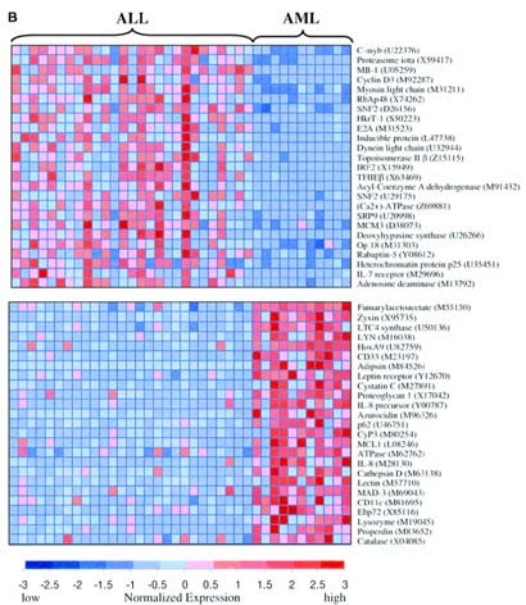 B
ALL AML
C-myb (U22376)
Proteasome iota (X59417)
MB-1 (U05259)
Cyclin D3 (M92287)
Myosin light chain (M31211)
RbAp48 (X74262)
SNF2 (D26156)
HkrT-1 (S50223)
E2A (M31523)
Inducible protein (L47738)
Dynein light chain (U32944)
Topoisomerase II β (Z15115)
IRF2 (X15949)
TFIIEβ (X63469)
Acyl-Coenzyme A dehydrogenase (M91432)
SNF2 (U29175)
(Ca2+)-ATPase (Z69881)
SRP9 (U20998)
MCM3 (D38073)
Deoxyhypusine synthase (U26266)
Op 18 (M31303)
Rabaptin-5 (Y08612)
Heterochromatin protein p25 (U35451)
IL-7 receptor (M29696)
Adenosine deaminase (M13792)
Fumarylacetoacetate (M55150)
Zyxin (X95735)
LTC4 synthase (U50136)
LYN (M16038)
HoxA9 (U82759)
CD33 (M23197)
Adipsin (M84526)
Leptin receptor (Y12670)
Cystatin C (M27891)
Proteoglycan 1 (X17042)
IL-8 precursor (Y00787)
Azurocidin (M96326)
p62 (U46751)
CyP3 (M80254)
MCL1 (L08246)
ATPase (M62762)
IL-8 (M28130)
Cathepsin D (M63138)
Lectin (M57710)
MAD-3 (M69043)
CD11c (M81695)
Ebp72 (X85116)
Lysozyme (M19045)
Properdin (M83652)
Catalase (X04085)
-3 -2.5 -2 -1.5 -1 -0.5 0 0.5 1 1.5 2 2.5 3
low Normalized Expression high